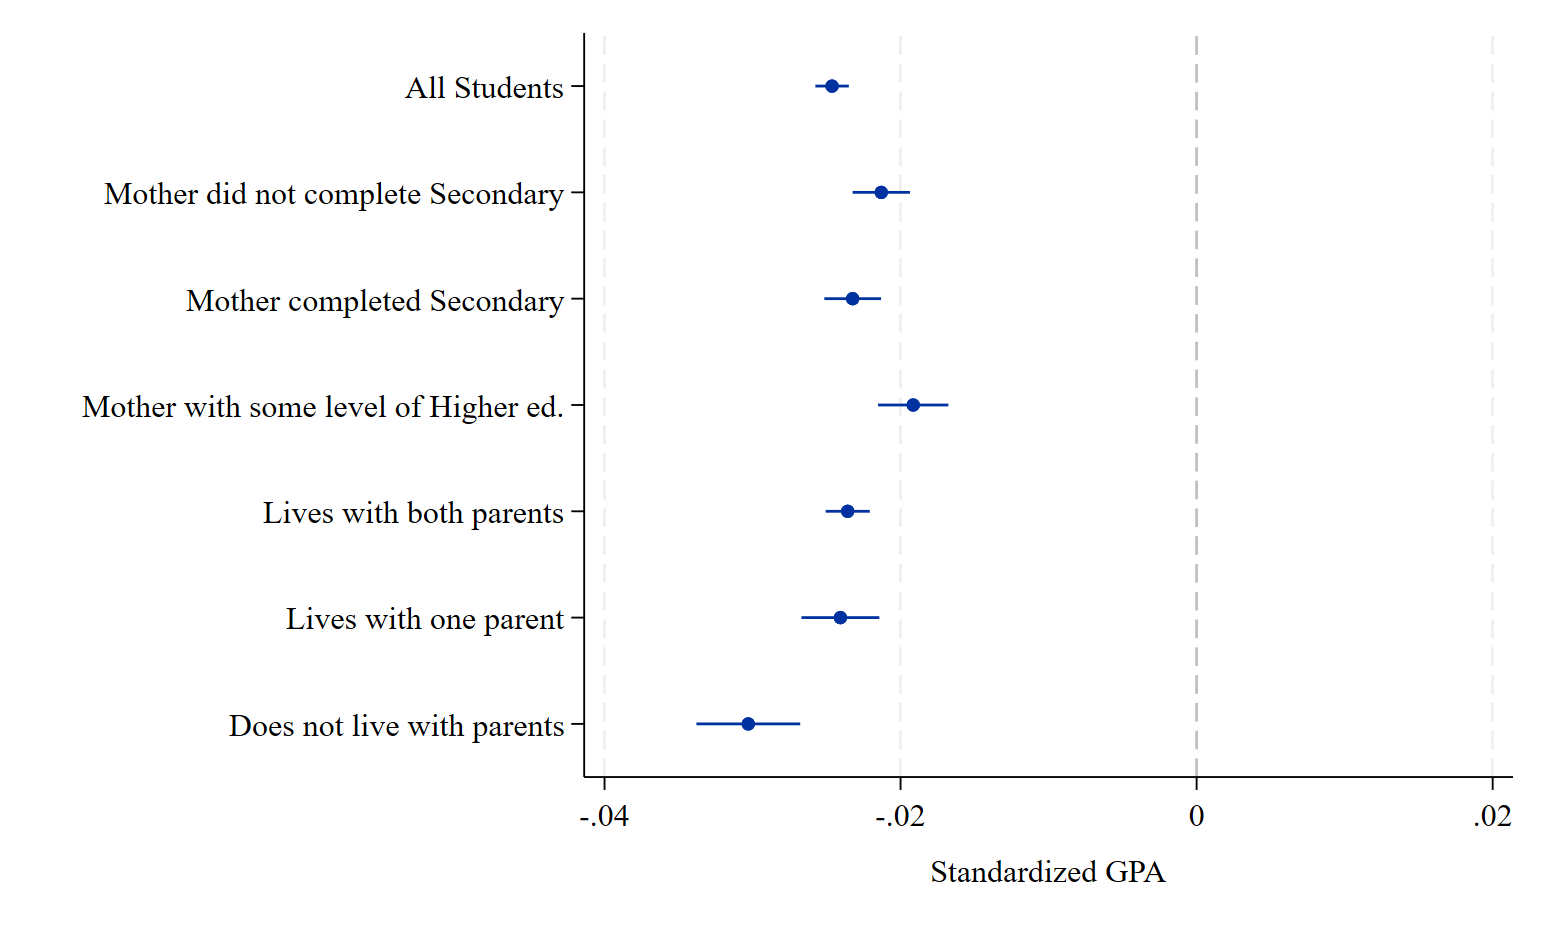 All Students
Mother did not complete Secondary
Mother completed Secondary
Mother with some level of Higher ed.
Lives with both parents
Lives with one parent
Does not live with parents
-.04 -.02 0 .02
Standardized GPA